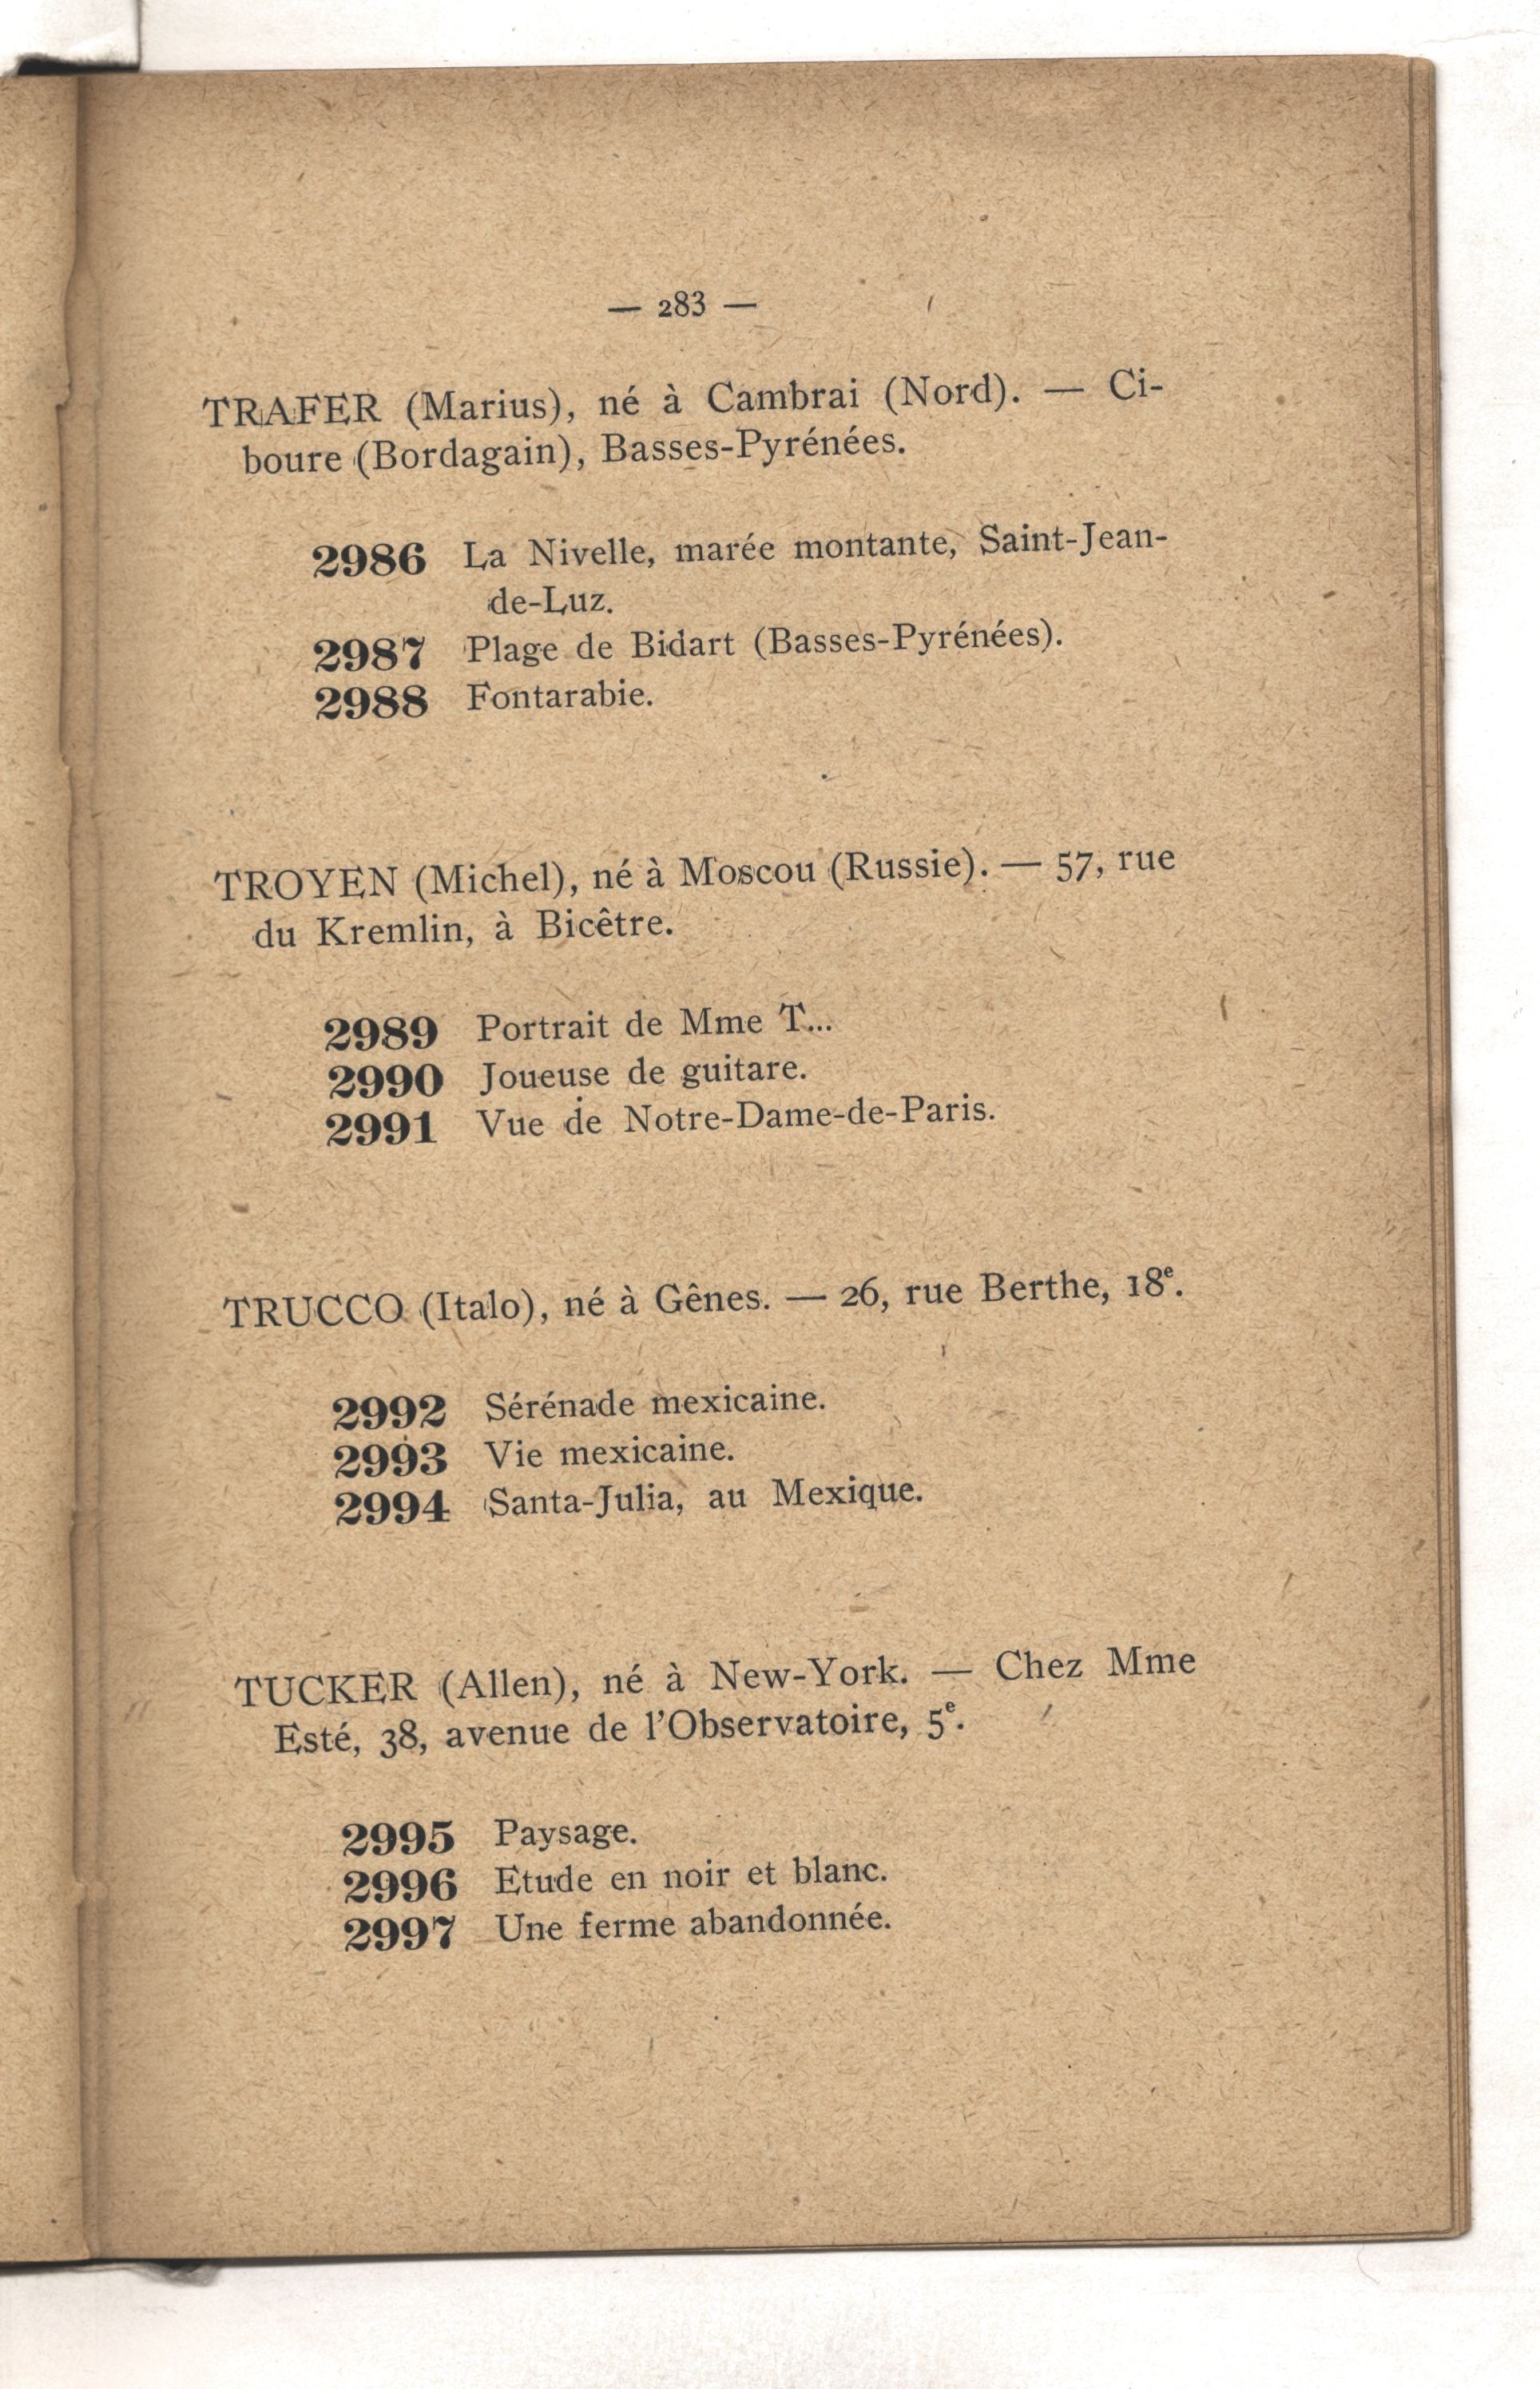 — 283 —
TRAFER (Marius), né à Cambrai (Nord). — Ci-
boure (Bordagain), Basses-Pyrénées.
2986 La Nivelle, marée montante, Saint-Jean-
de-Luz.
2987 Plage de Bidart (Basses-Pyrénées).
2988 Fontarabie.
TROYEN (Michel), né à Moscou (Russie). — 57, rue
du Kremlin, à Bicêtre.
2989 Portrait de Mme T...
2990 Joueuse de guitare.
2991 Vue de Notre-Dame-de-Paris.
TRUCCO (Italo), né à Gênes. — 26, rue Berthe, 18e.
2992 Sérénade mexicaine.
2993 Vie mexicaine.
2994 Santa-Julia, au Mexique.
TUCKER (Allen), né à New-York. — Chez Mme
Esté, 38, avenue de l'Observatoire, 5e.
2995 Paysage.
2996 Etude en noir et blanc.
2997 Une ferme abandonnée.